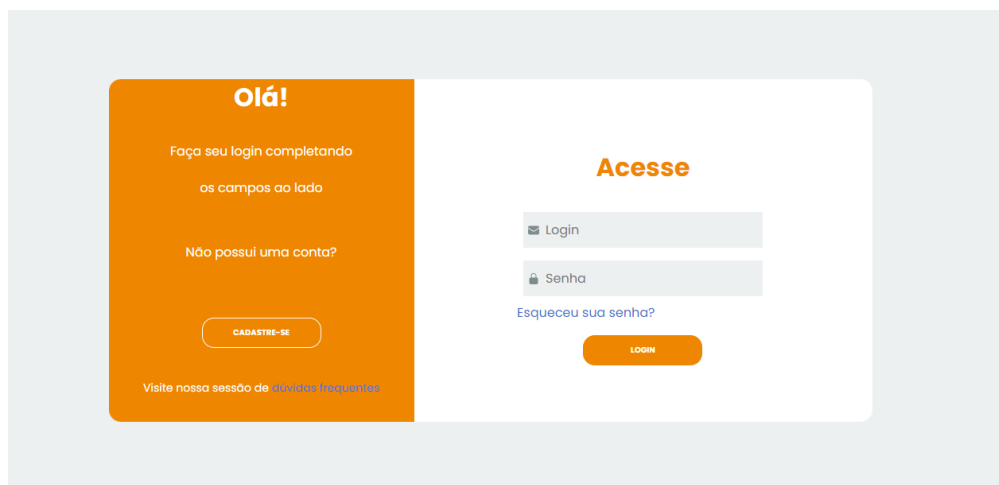 Olá!
Faça seu login completando
os campos ao lado
Não possui uma conta?
CADASTRE-SE
Visite nossa sessão de dúvidas frequentes
Acesse
Login
Senha
Esqueceu sua senha?
LOGIN